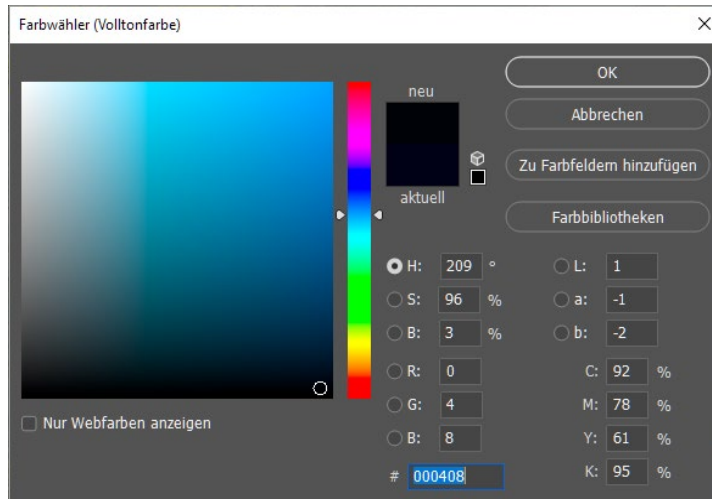 Farbwähler (Volltonfarbe)
neu
aktuell
OK
Abbrechen
Zu Farbfeldern hinzufügen
Farbbibliotheken
H: 209 °
S: 96 %
B: 3 %
R: 0
G: 4
B: 8
# 000408
L: 1
a: -1
b: -2
C: 92 %
M: 78 %
Y: 61 %
K: 95 %
Nur Webfarben anzeigen